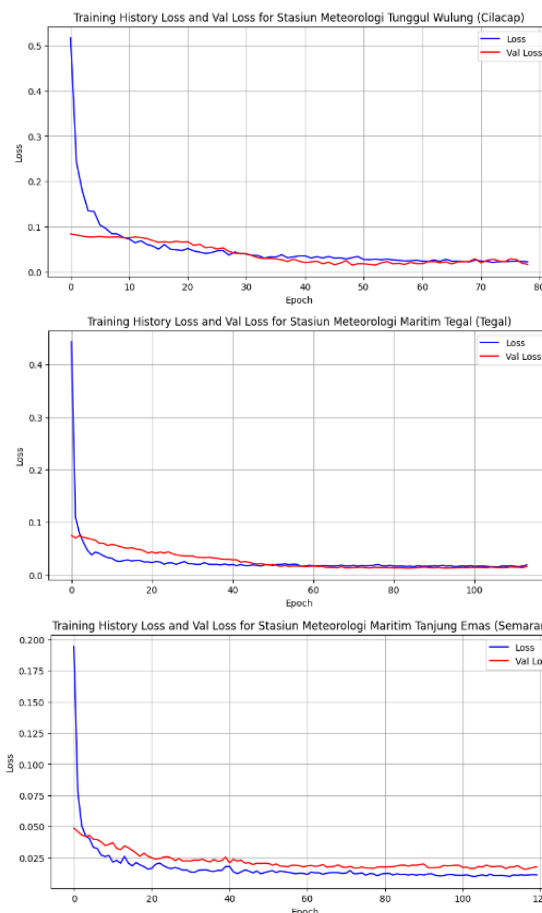 Training History Loss and Val Loss for Stasiun Meteorologi Tunggul Wulung (Cilacap)
Loss
Val Loss
0.5
0.4
0.3
0.2
0.1
0.0
Loss
0 10 20 30 40 50 60 70 80
Epoch
Training History Loss and Val Loss for Stasiun Meteorologi Maritim Tegal (Tegal)
Loss
Val Loss
0.4
0.3
0.2
0.1
0.0
Loss
0 20 40 60 80 100
Epoch
Training History Loss and Val Loss for Stasiun Meteorologi Maritim Tanjung Emas (Semaran
Loss
Val Lo
0.200
0.175
0.150
0.125
0.100
0.075
0.050
0.025
Loss
0 20 40 60 80 100 120
Epoch